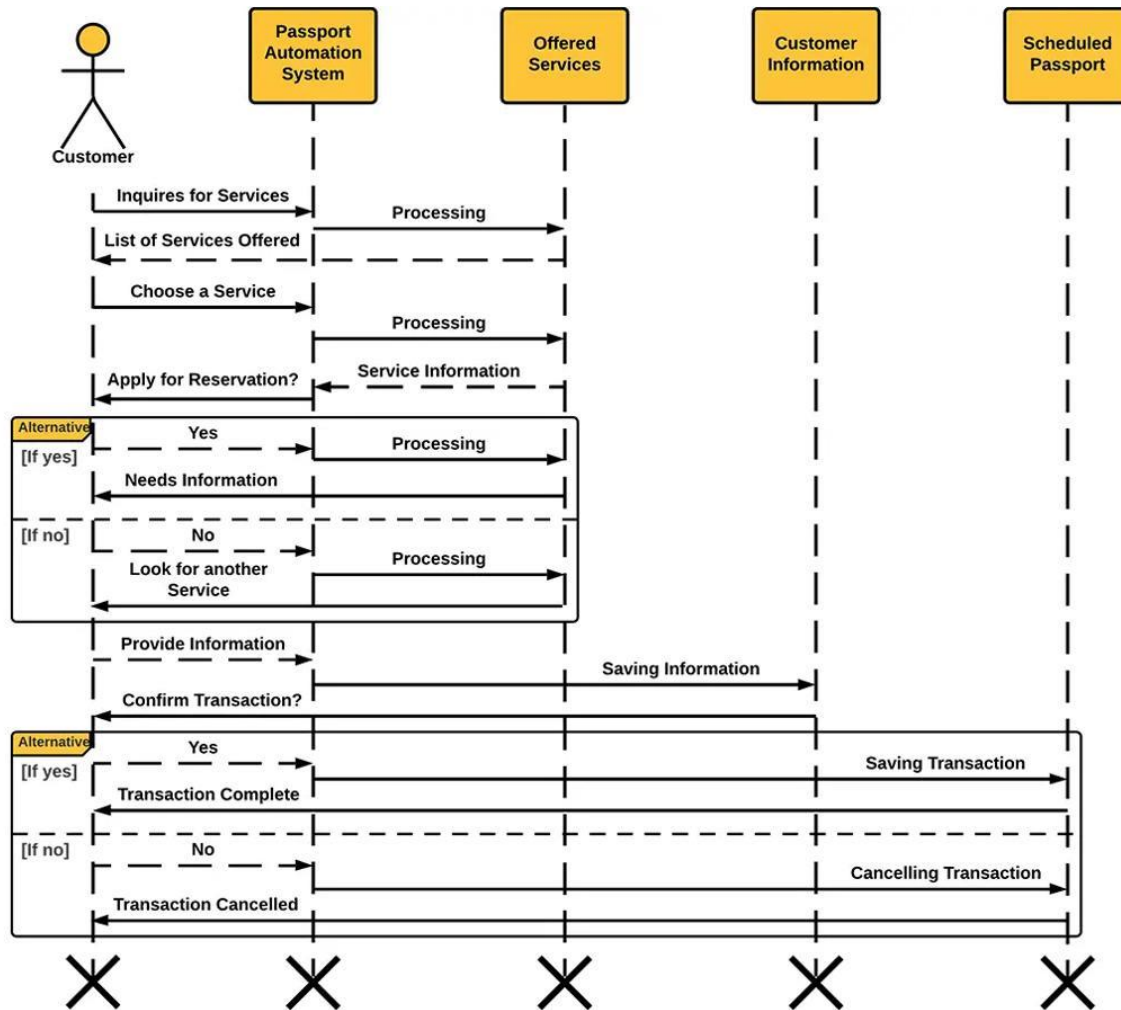 Passport
Automation
System
Offered
Services
Customer
Information
Scheduled
Passport
Customer
Inquires for Services
Processing
List of Services Offered
Choose a Service
Processing
Service Information
Apply for Reservation?
Alternative
Yes
[If yes]
Processing
Needs Information
[If no]
No
Processing
Look for another
Service
Provide Information
Saving Information
Confirm Transaction?
Alternative
Yes
[If yes]
Saving Transaction
Transaction Complete
[If no]
No
Cancelling Transaction
Transaction Cancelled